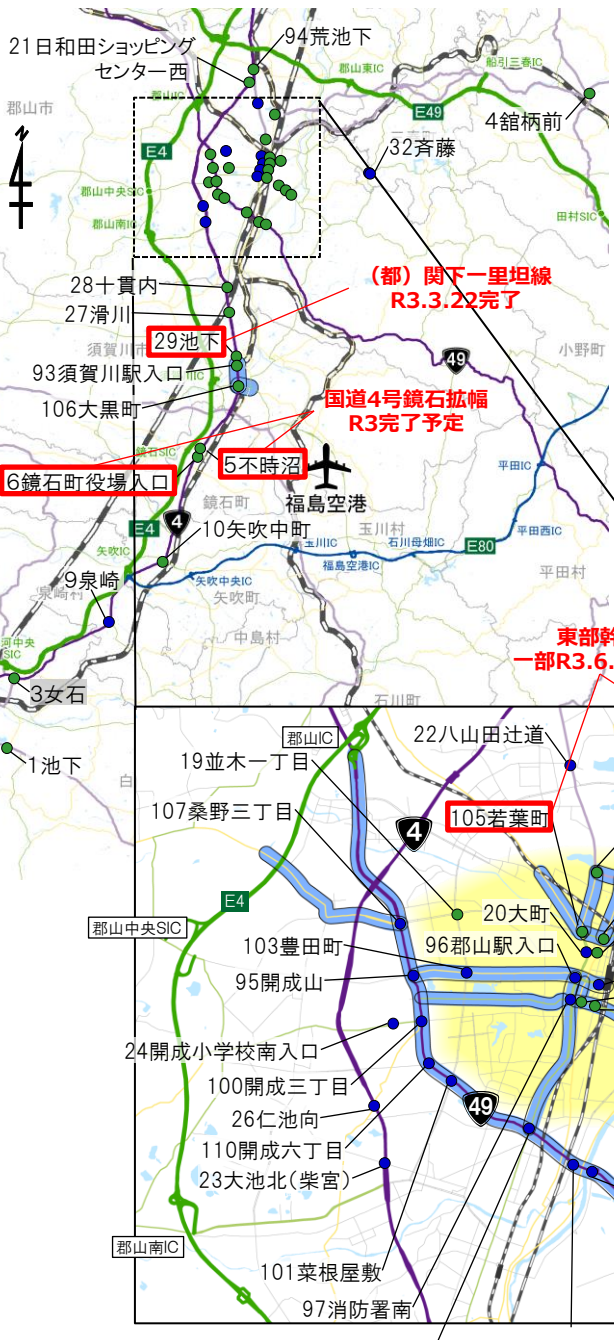 21日和田ショッピング
センター西
94荒池下
郡山東IC
船引三春IC
郡山市
郡山IC
E49
4舘柄前
E4
32斉藤
郡山中央SIC
田村SIC
郡山南IC
28十貫内
27滑川
（都）関下一里坦線
R3.3.22完了
須賀川市
29池下
49
小野町
93須賀川駅入口
106大黒町
国道4号鏡石拡幅
R3完了予定
鏡石SIC
5不時沼
6鏡石町役場入口
平田IC
鏡石町
福島空港
E4
4
玉川村
10矢吹中町
平田西IC
矢吹IC
玉川IC
石川母畑IC
E80
福島空港IC
平田村
9泉崎
矢吹中央IC
泉崎村
矢吹町
中島村
東部幹
一部R3.6.
河中央
SIC
3女石
石川町
1池下
白
郡山IC
22八山田辻道
19並木一丁目
107桑野三丁目
4
105若葉町
E4
20大町
郡山中央SIC
103豊田町
96郡山駅入口
95開成山
24開成小学校南入口
100開成三丁目
49
26仁池向
110開成六丁目
23大池北(柴宮)
郡山南IC
101菜根屋敷
97消防署南